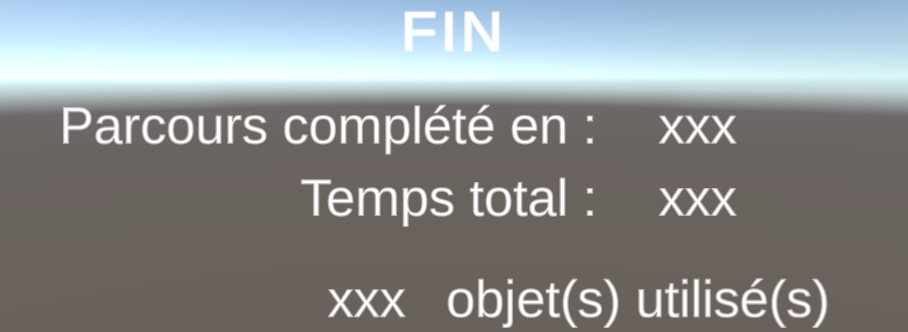 FIN
Parcours complété en : xxx
Temps total : xxx
xxx objet(s) utilisé(s)